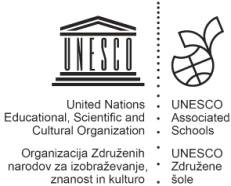 UNESCO
United Nations
Educational, Scientific and
Cultural Organization
Organizacija Združenih
narodov za izobraževanje,
znanost in kulturo
UNESCO
Associated
Schools
UNESCO
Združene
šole